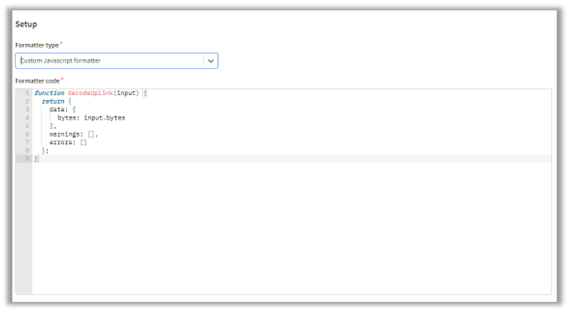 Setup
Formatter type*
Custom Javascript formatter
Formatter code*
1 function decodeUplink(input) {
2 return {
3 data: {
4 bytes: input.bytes
5 },
6 warnings: [],
7 errors: []
8 };
9 }